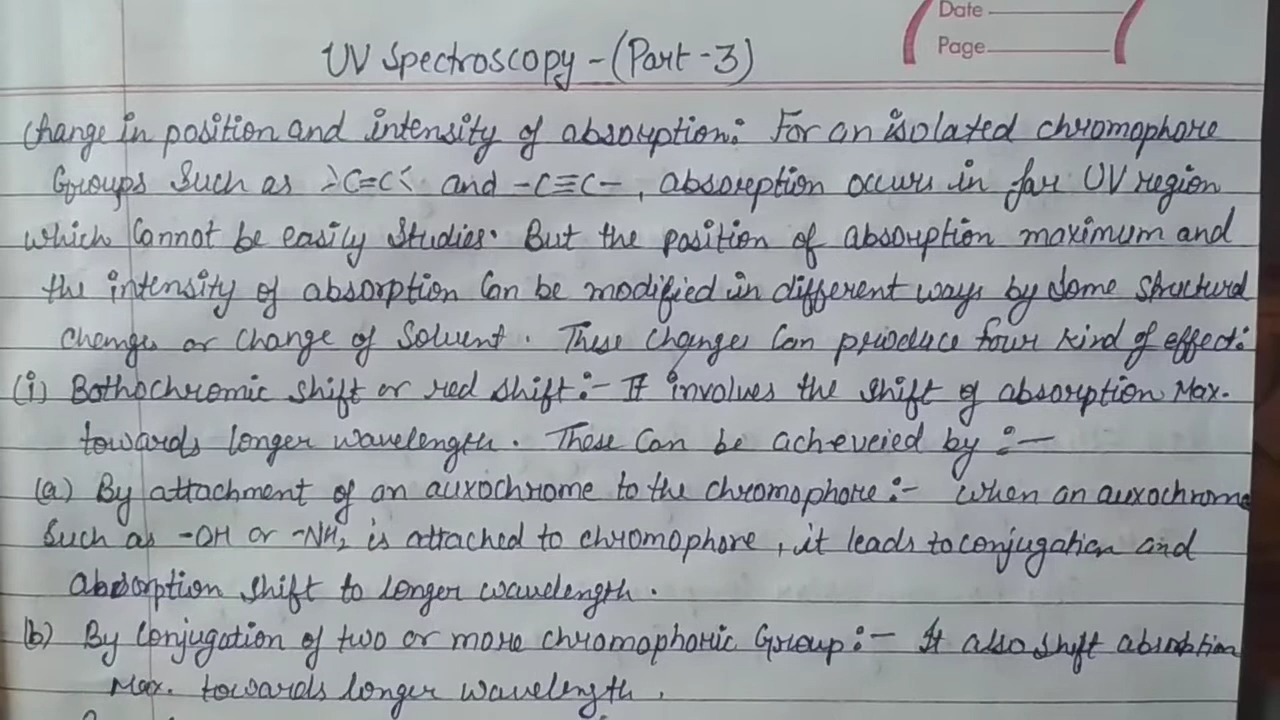 Date
Page
UV Spectroscopy - (Part - 3)
Change in position and intensity of absorption: For an isolated chromophore
Groups Such as >C=C< and -C≡C-, absorption occurs in far UV region
which Cannot be easily Studies. But the position of absorption maximum and
the intensity of absorption Can be modified in different ways by some structural
Change or Change of Solvent. These Changes Can produce four kind of effect:
(i) Bathochromic shift or red shift :- It involves the shift of absorption Max.
towards longer wavelength. These Can be acheveied by :-
(a) By attachment of an auxochrome to the chromophore :- when an auxochrome
Such as -OH or -NH₂ is attached to chromophore, it leads to conjugation and
absorption shift to longer wavelength.
(b) By Conjugation of two or more chromophoric Group :- It also shift absorption
Max. towards longer wavelength.